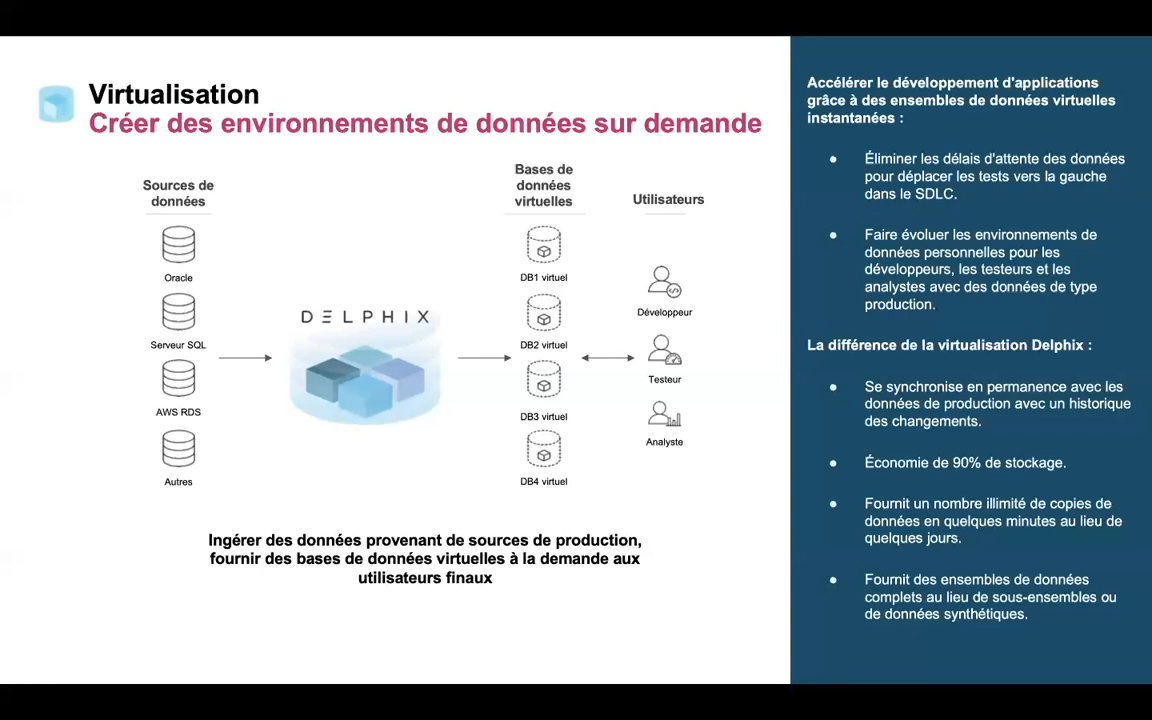 Virtualisation
Créer des environnements de données sur demande
Sources de
données
Oracle
Serveur SQL
AWS RDS
Autres
DELPHIX
Bases de
données
virtuelles
DB1 virtuel
DB2 virtuel
DB3 virtuel
DB4 virtuel
Utilisateurs
Développeur
Testeur
Analyste
Ingérer des données provenant de sources de production,
fournir des bases de données virtuelles à la demande aux
utilisateurs finaux
Accélérer le développement d'applications
grâce à des ensembles de données virtuelles
instantanées :
● Éliminer les délais d'attente des données
pour déplacer les tests vers la gauche
dans le SDLC.
● Faire évoluer les environnements de
données personnelles pour les
développeurs, les testeurs et les
analystes avec des données de type
production.
La différence de la virtualisation Delphix :
● Se synchronise en permanence avec les
données de production avec un historique
des changements.
● Économie de 90% de stockage.
● Fournit un nombre illimité de copies de
données en quelques minutes au lieu de
quelques jours.
● Fournit des ensembles de données
complets au lieu de sous-ensembles ou
de données synthétiques.